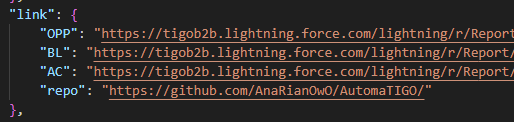 "link": {
"OPP": "https://tigob2b.lightning.force.com/lightning/r/Report/
"BL": "https://tigob2b.lightning.force.com/lightning/r/Report/
"AC": "https://tigob2b.lightning.force.com/lightning/r/Report/
"repo": "https://github.com/AnaRianOwO/AutomaTIGO/"
},